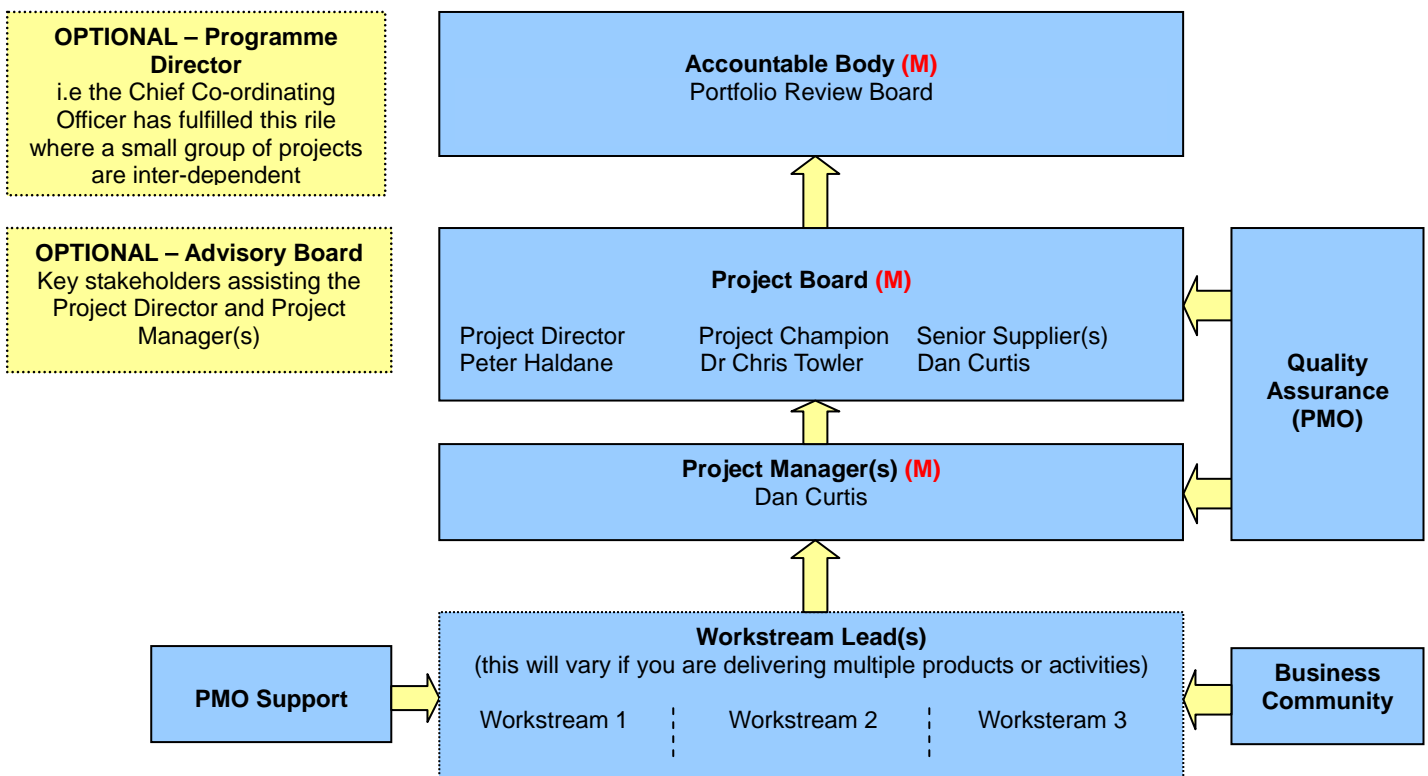 OPTIONAL – Programme
Director
i.e the Chief Co-ordinating
Officer has fulfilled this rile
where a small group of projects
are inter-dependent
Accountable Body (M)
Portfolio Review Board
OPTIONAL – Advisory Board
Key stakeholders assisting the
Project Director and Project
Manager(s)
Project Board (M)
Project Director Project Champion Senior Supplier(s)
Peter Haldane Dr Chris Towler Dan Curtis
Quality
Assurance
(PMO)
Project Manager(s) (M)
Dan Curtis
PMO Support
Workstream Lead(s)
(this will vary if you are delivering multiple products or activities)
Workstream 1 Workstream 2 Worksteram 3
Business
Community